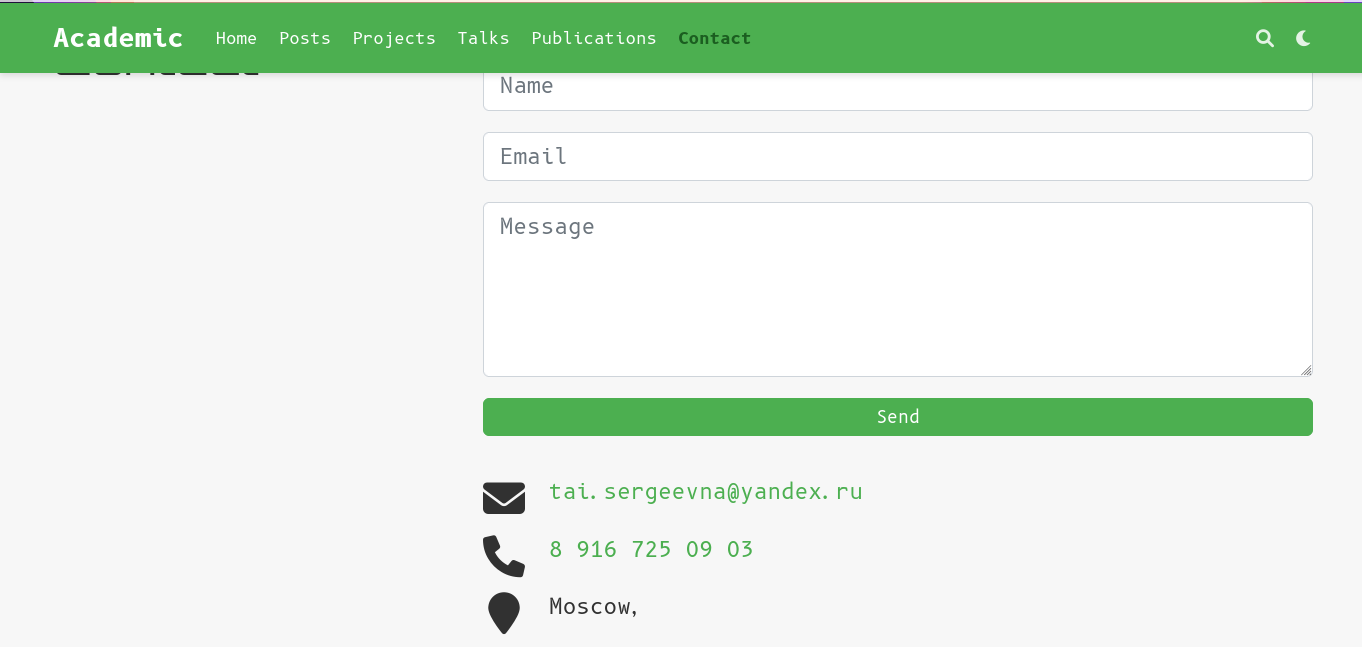 Academic Home Posts Projects Talks Publications Contact
Name
Email
Message
Send
tai.sergeevna@yandex.ru
8 916 725 09 03
Moscow,